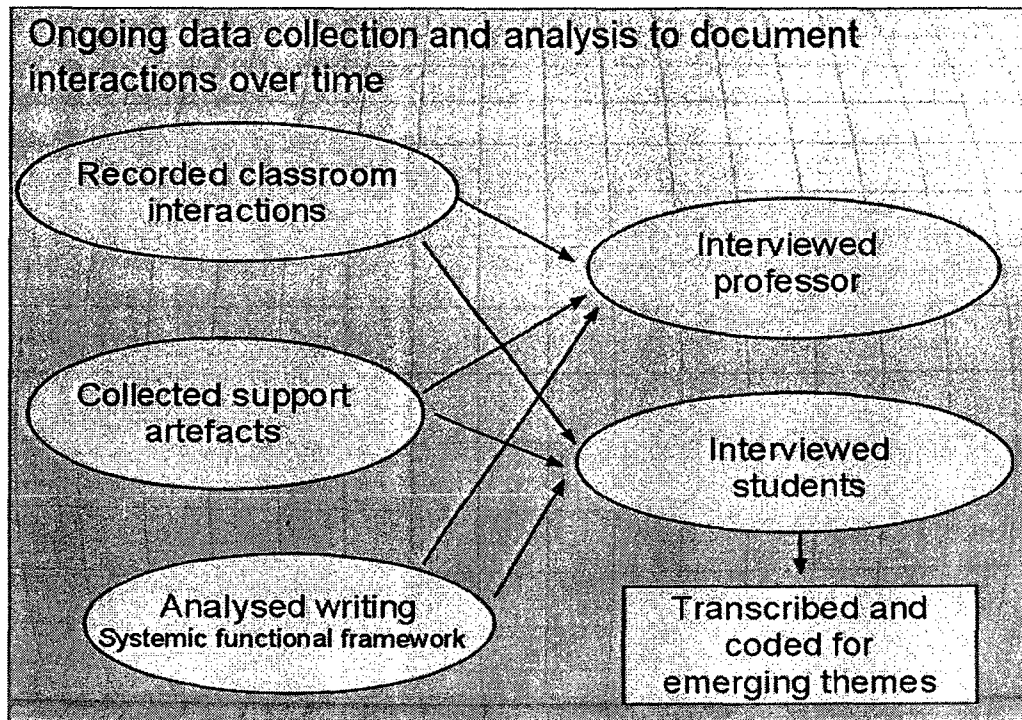 Ongoing data collection and analysis to document
interactions over time
Recorded classroom
interactions
Interviewed
professor
Collected support
artefacts
Interviewed
students
Analysed writing
Systemic functional framework
Transcribed and
coded for
emerging themes